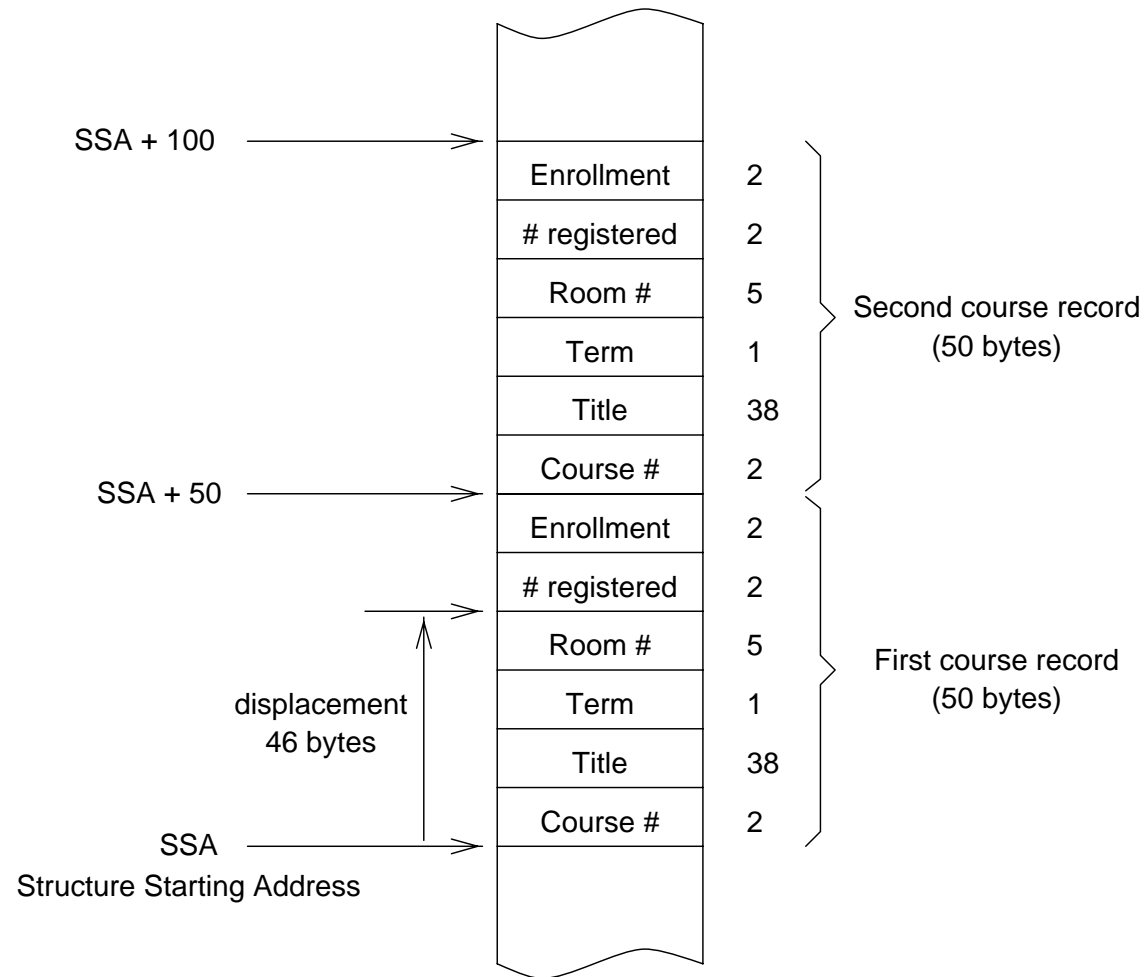 SSA + 100
Enrollment 2
# registered 2
Room # 5
Term 1
Title 38
Course # 2
Second course record
(50 bytes)
SSA + 50
Enrollment 2
# registered 2
Room # 5
Term 1
Title 38
Course # 2
First course record
(50 bytes)
displacement
46 bytes
SSA
Structure Starting Address